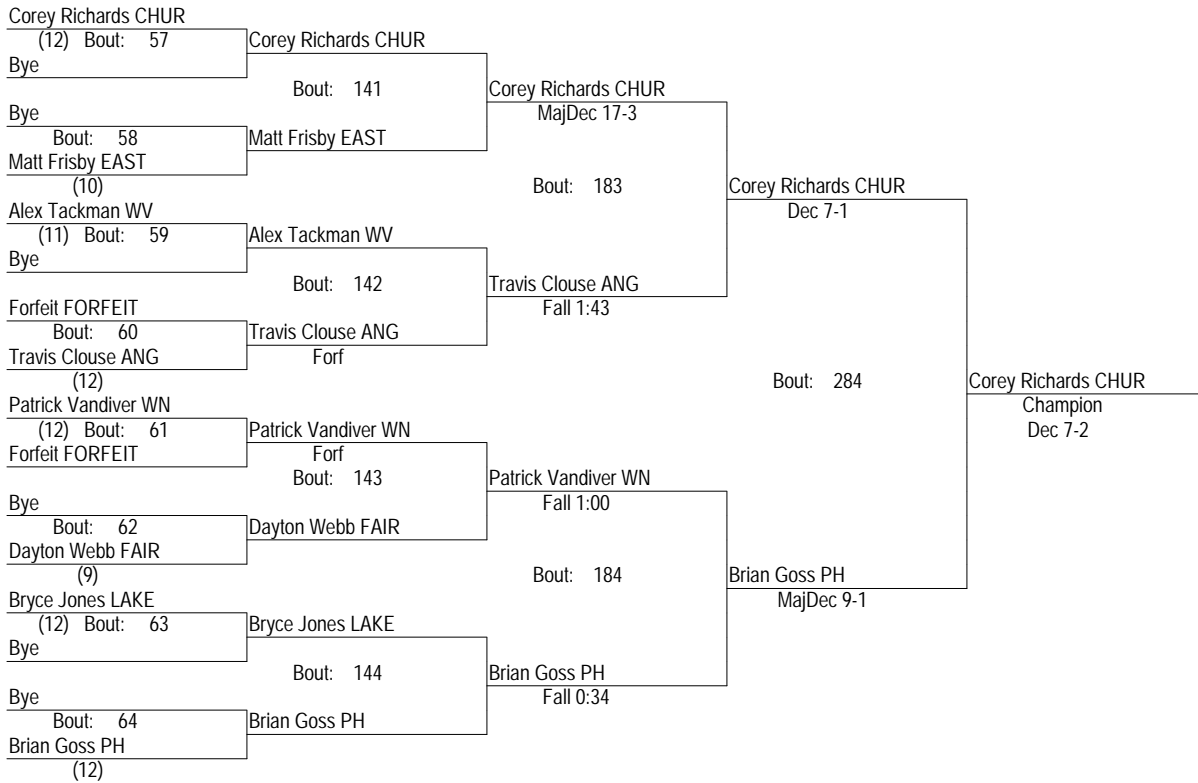 Corey Richards CHUR
(12) Bout: 57
Bye
Corey Richards CHUR
Bout: 141
Bye
Bout: 58
Matt Frisby EAST
(10)
Matt Frisby EAST
Corey Richards CHUR
MajDec 17-3
Bout: 183
Alex Tackman WV
(11) Bout: 59
Bye
Alex Tackman WV
Bout: 142
Forfeit FORFEIT
Bout: 60
Travis Clouse ANG
(12)
Travis Clouse ANG
Forf
Travis Clouse ANG
Fall 1:43
Corey Richards CHUR
Dec 7-1
Bout: 284
Patrick Vandiver WN
(12) Bout: 61
Forfeit FORFEIT
Patrick Vandiver WN
Forf
Bout: 143
Bye
Bout: 62
Dayton Webb FAIR
(9)
Dayton Webb FAIR
Patrick Vandiver WN
Fall 1:00
Bout: 184
Bryce Jones LAKE
(12) Bout: 63
Bye
Bryce Jones LAKE
Bout: 144
Bye
Bout: 64
Brian Goss PH
(12)
Brian Goss PH
Brian Goss PH
Fall 0:34
Brian Goss PH
MajDec 9-1
Corey Richards CHUR
Champion
Dec 7-2